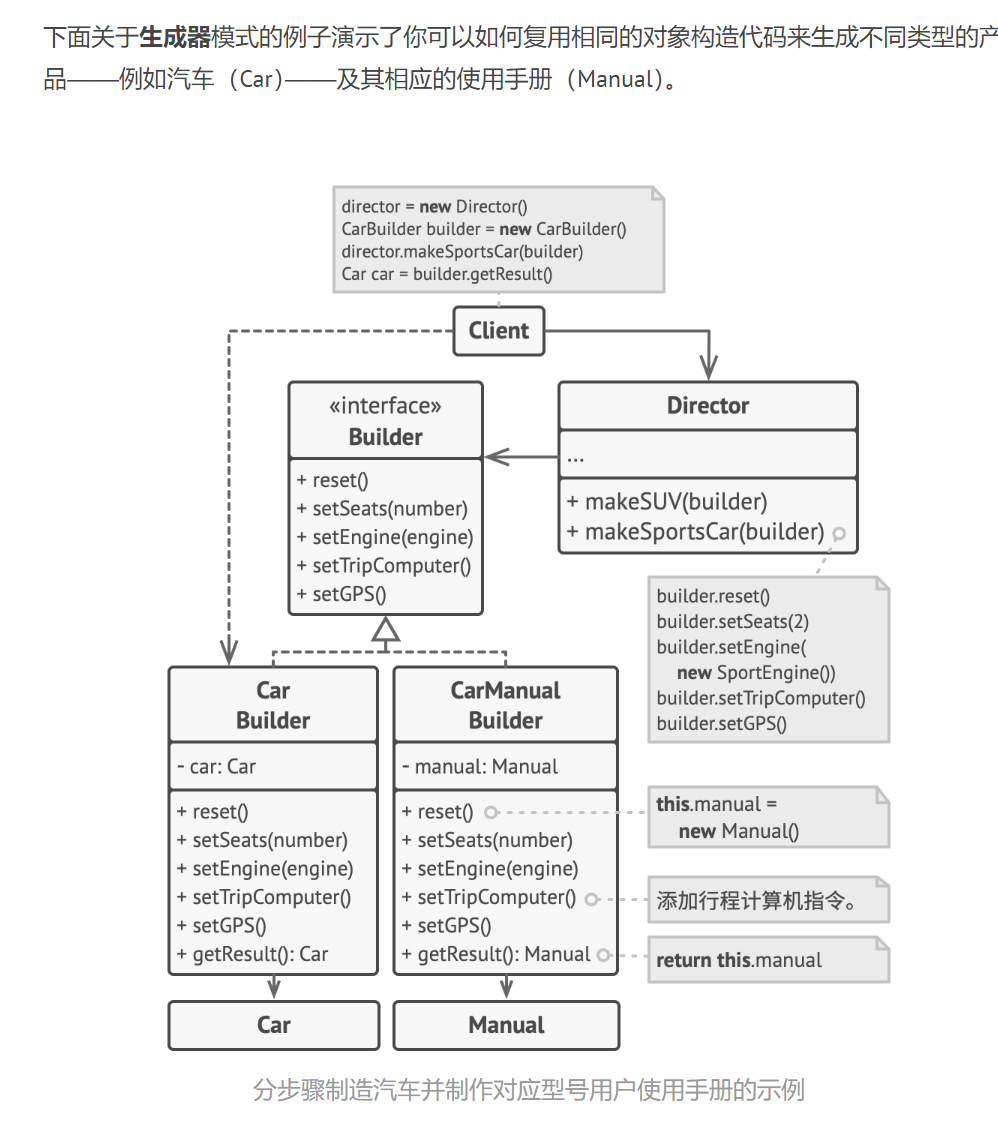 下面关于生成器模式的例子演示了你可以如何复用相同的对象构造代码来生成不同类型的产
品——例如汽车（Car）——及其相应的使用手册（Manual）。
director = new Director()
CarBuilder builder = new CarBuilder()
director.makeSportsCar(builder)
Car car = builder.getResult()
Client
«interface»
Builder
+ reset()
+ setSeats(number)
+ setEngine(engine)
+ setTripComputer()
+ setGPS()
Director
...
+ makeSUV(builder)
+ makeSportsCar(builder)
builder.reset()
builder.setSeats(2)
builder.setEngine(
new SportEngine())
builder.setTripComputer()
builder.setGPS()
Car
Builder
- car: Car
+ reset()
+ setSeats(number)
+ setEngine(engine)
+ setTripComputer()
+ setGPS()
+ getResult(): Car
CarManual
Builder
- manual: Manual
+ reset()
+ setSeats(number)
+ setEngine(engine)
+ setTripComputer()
+ setGPS()
+ getResult(): Manual
this.manual =
new Manual()
添加行程计算机指令。
return this.manual
Car
Manual
分步骤制造汽车并制作对应型号用户使用手册的示例